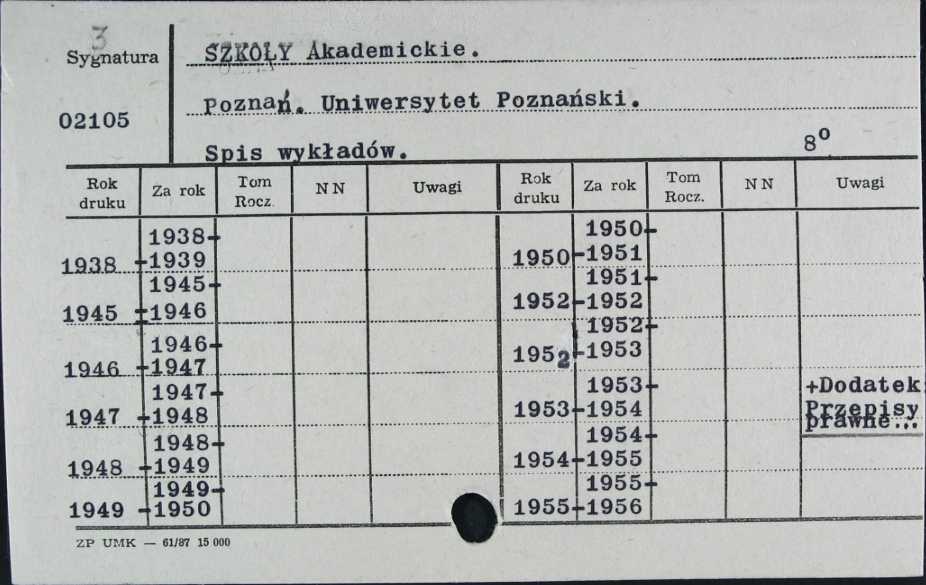 3
Sygnatura
SZKOŁY Akademickie.
02105
Poznań. Uniwersytet Poznański.
Spis wykładów. 8⁰
Rok druku Za rok Tom Rocz. NN Uwagi Rok druku Za rok Tom Rocz. NN Uwagi
1938 1938-1939
1945 1945-1946
1946 1946-1947
1947 1947-1948
1948 1948-1949
1949 1949-1950
1950 1950-1951
1952 1951-1952
1952 1952-1953
1953 1953-1954 +Dodatek
Przepisy
prawne...
1954 1954-1955
1955 1955-1956
ZP UMK — 61/87 15 000